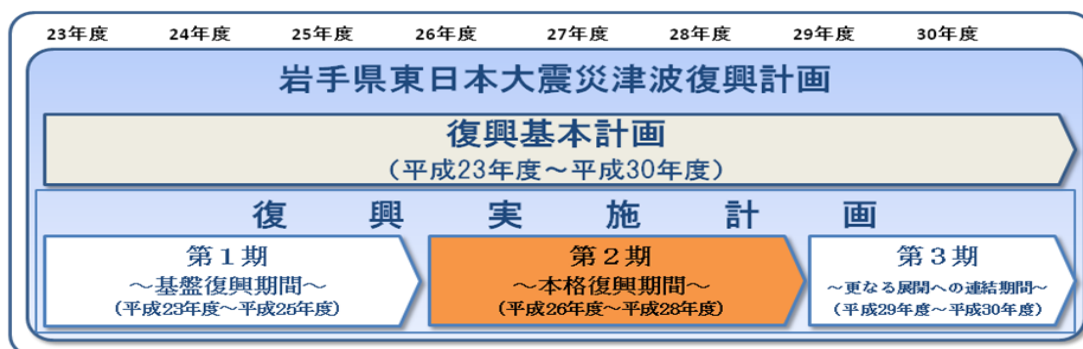 23年度 24年度 25年度 26年度 27年度 28年度 29年度 30年度
岩手県東日本大震災津波復興計画
復興基本計画
（平成23年度～平成30年度）
復興実施計画
第１期
～基盤復興期間～
（平成23年度～平成25年度）
第２期
～本格復興期間～
（平成26年度～平成28年度）
第３期
～更なる展開への連結期間～
（平成29年度～平成30年度）